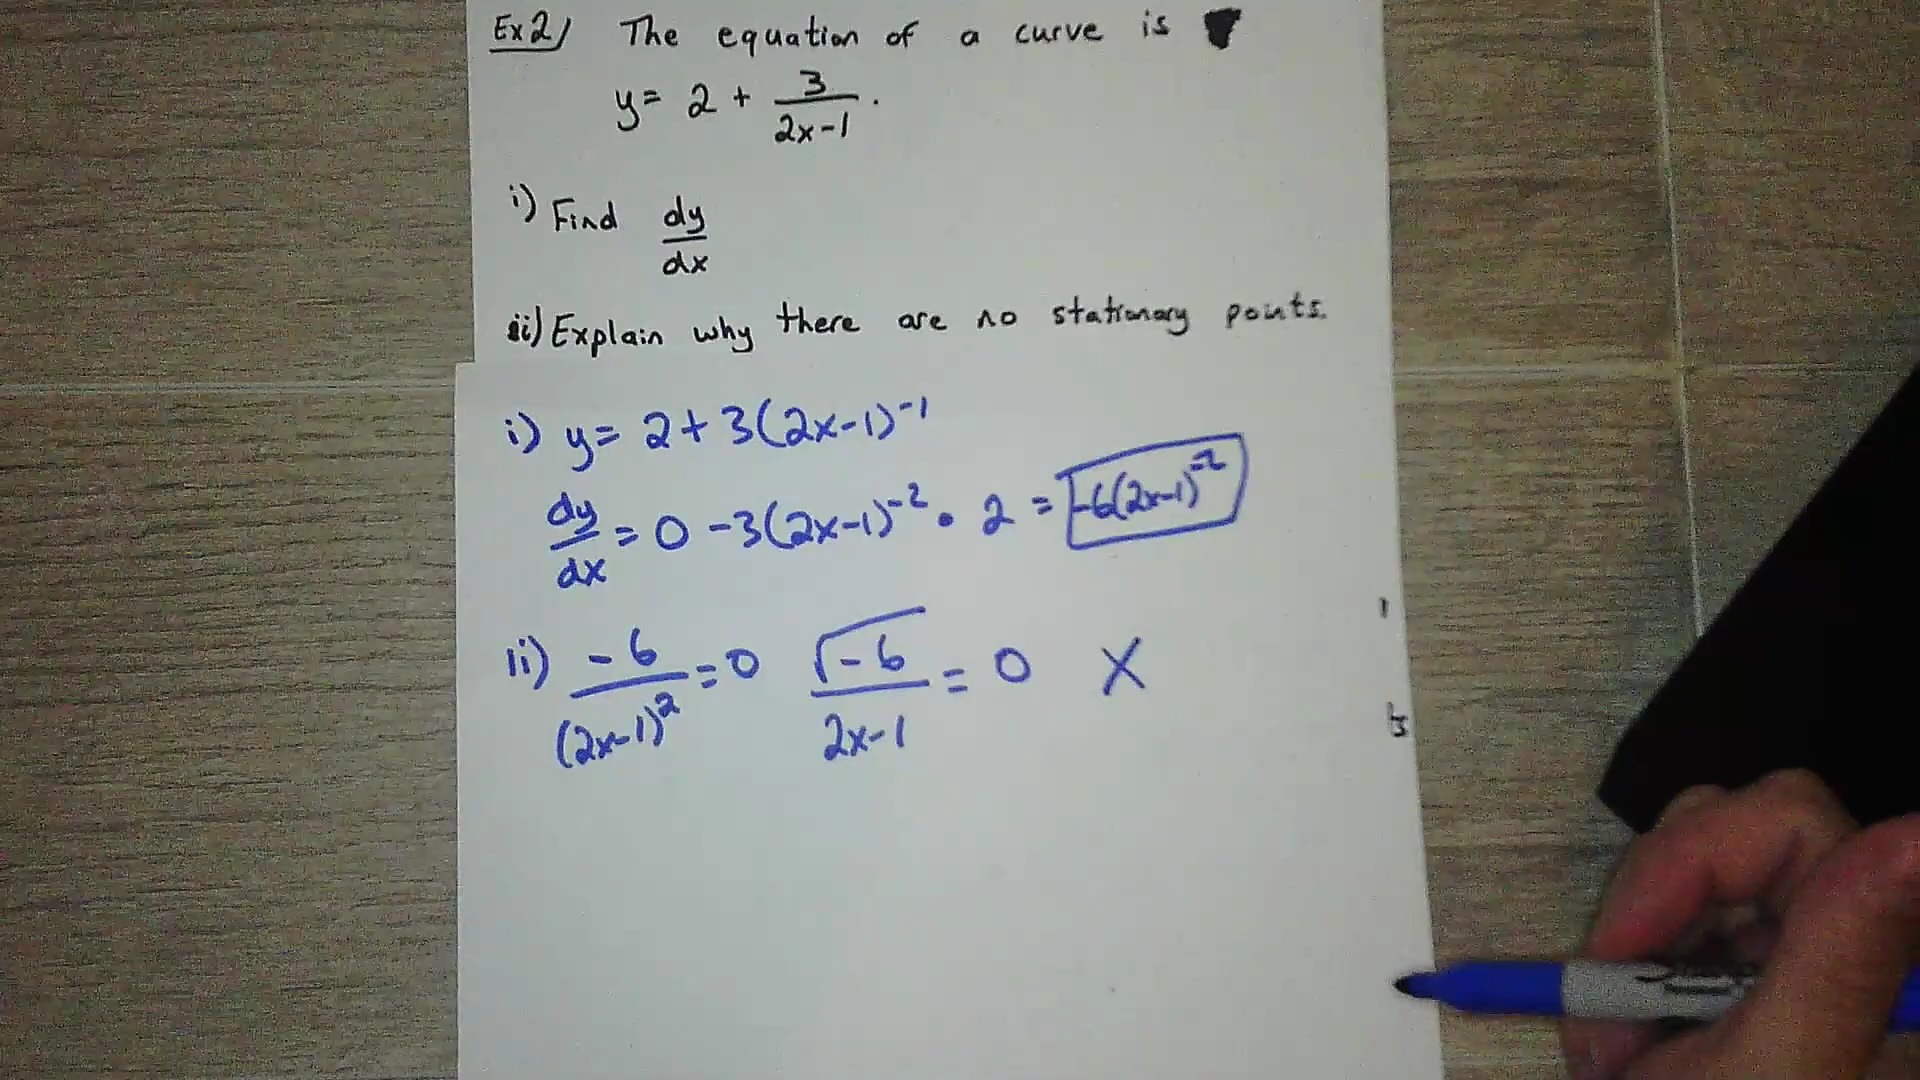 Ex 2/ The equation of a curve is
y = 2 + 3/(2x-1).
i) Find dy/dx
ii) Explain why there are no stationary points.
i) y = 2 + 3(2x-1)^-1
dy/dx = 0 - 3(2x-1)^-2 • 2 = -6(2x-1)^-2
ii) -6/(2x-1)^2 = 0 √-6/(2x-1) = 0 X